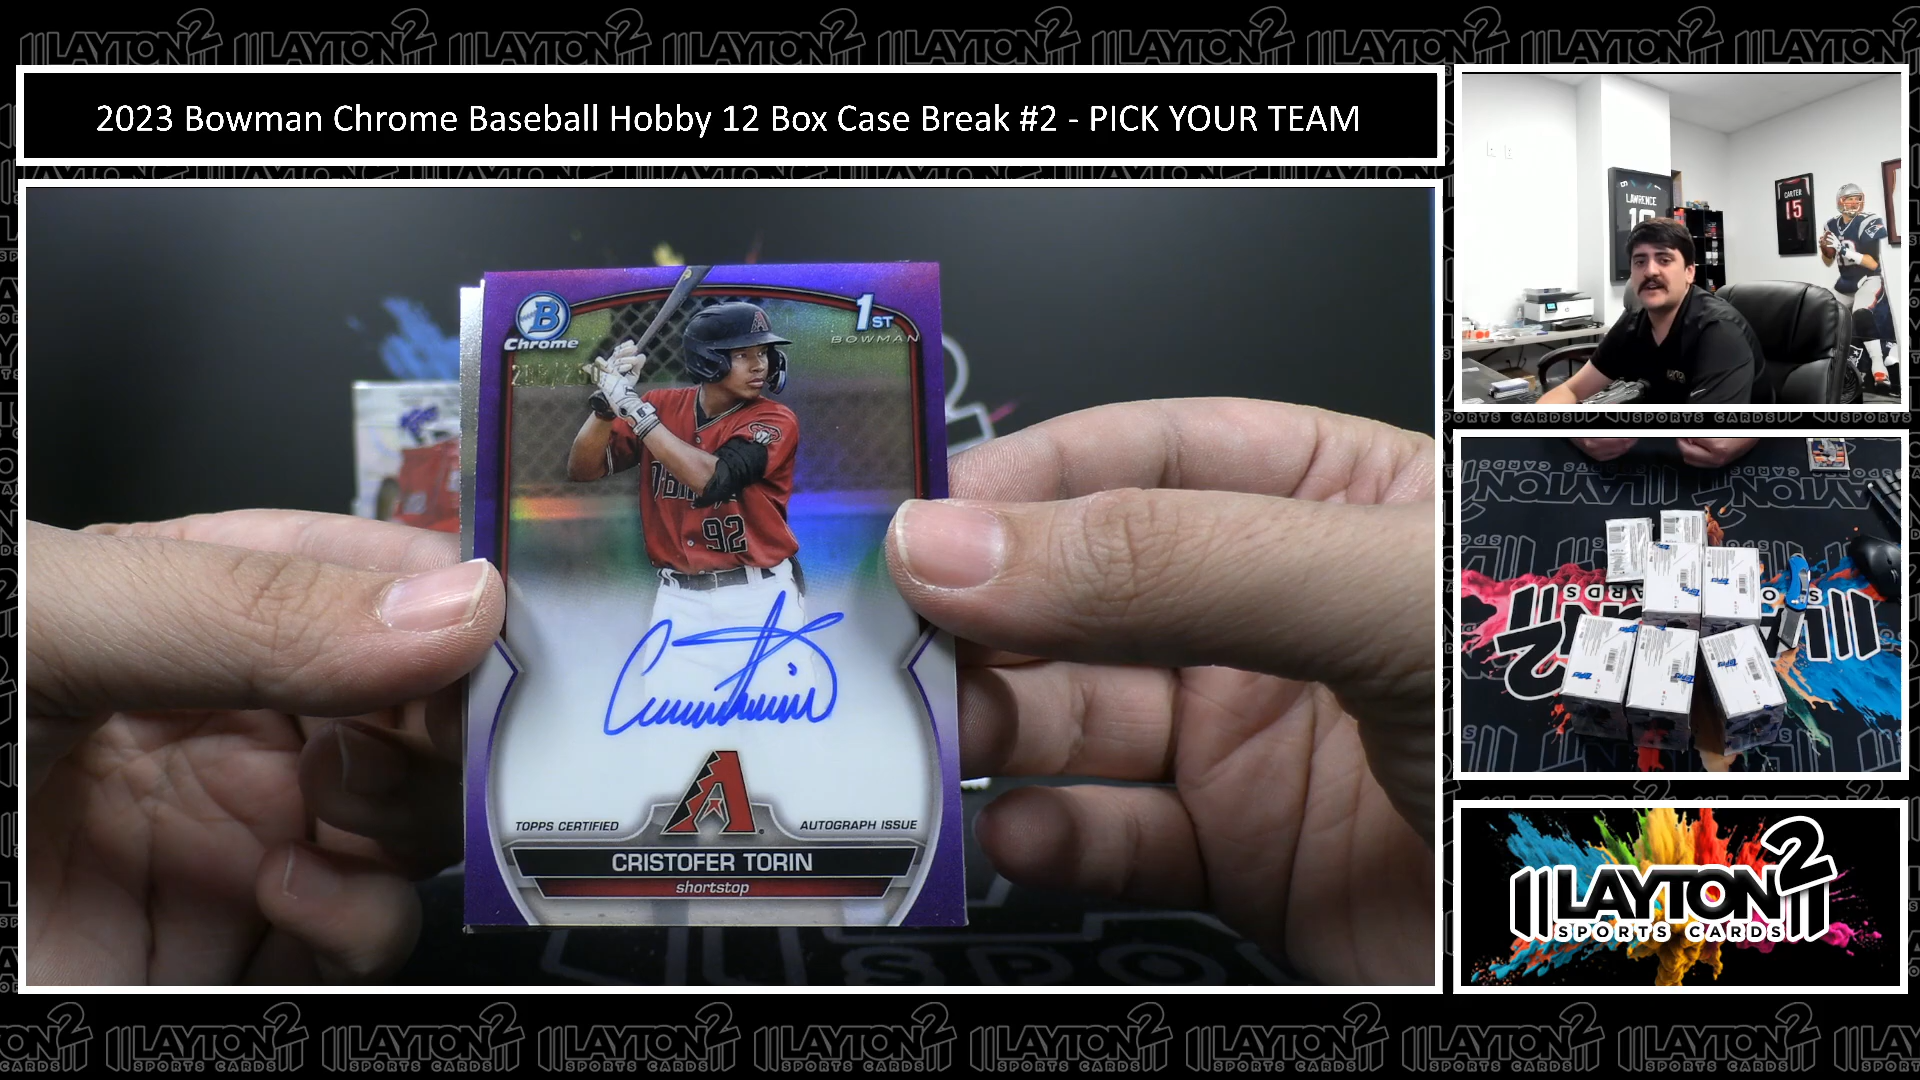 2023 Bowman Chrome Baseball Hobby 12 Box Case Break #2 - PICK YOUR TEAM
B
Chrome
1ST
BOWMAN
92
A
TOPPS CERTIFIED
AUTOGRAPH ISSUE
CRISTOFER TORIN
shortstop
LAWRENCE
CARTER
15
LAYTON2
SPORTS CARDS